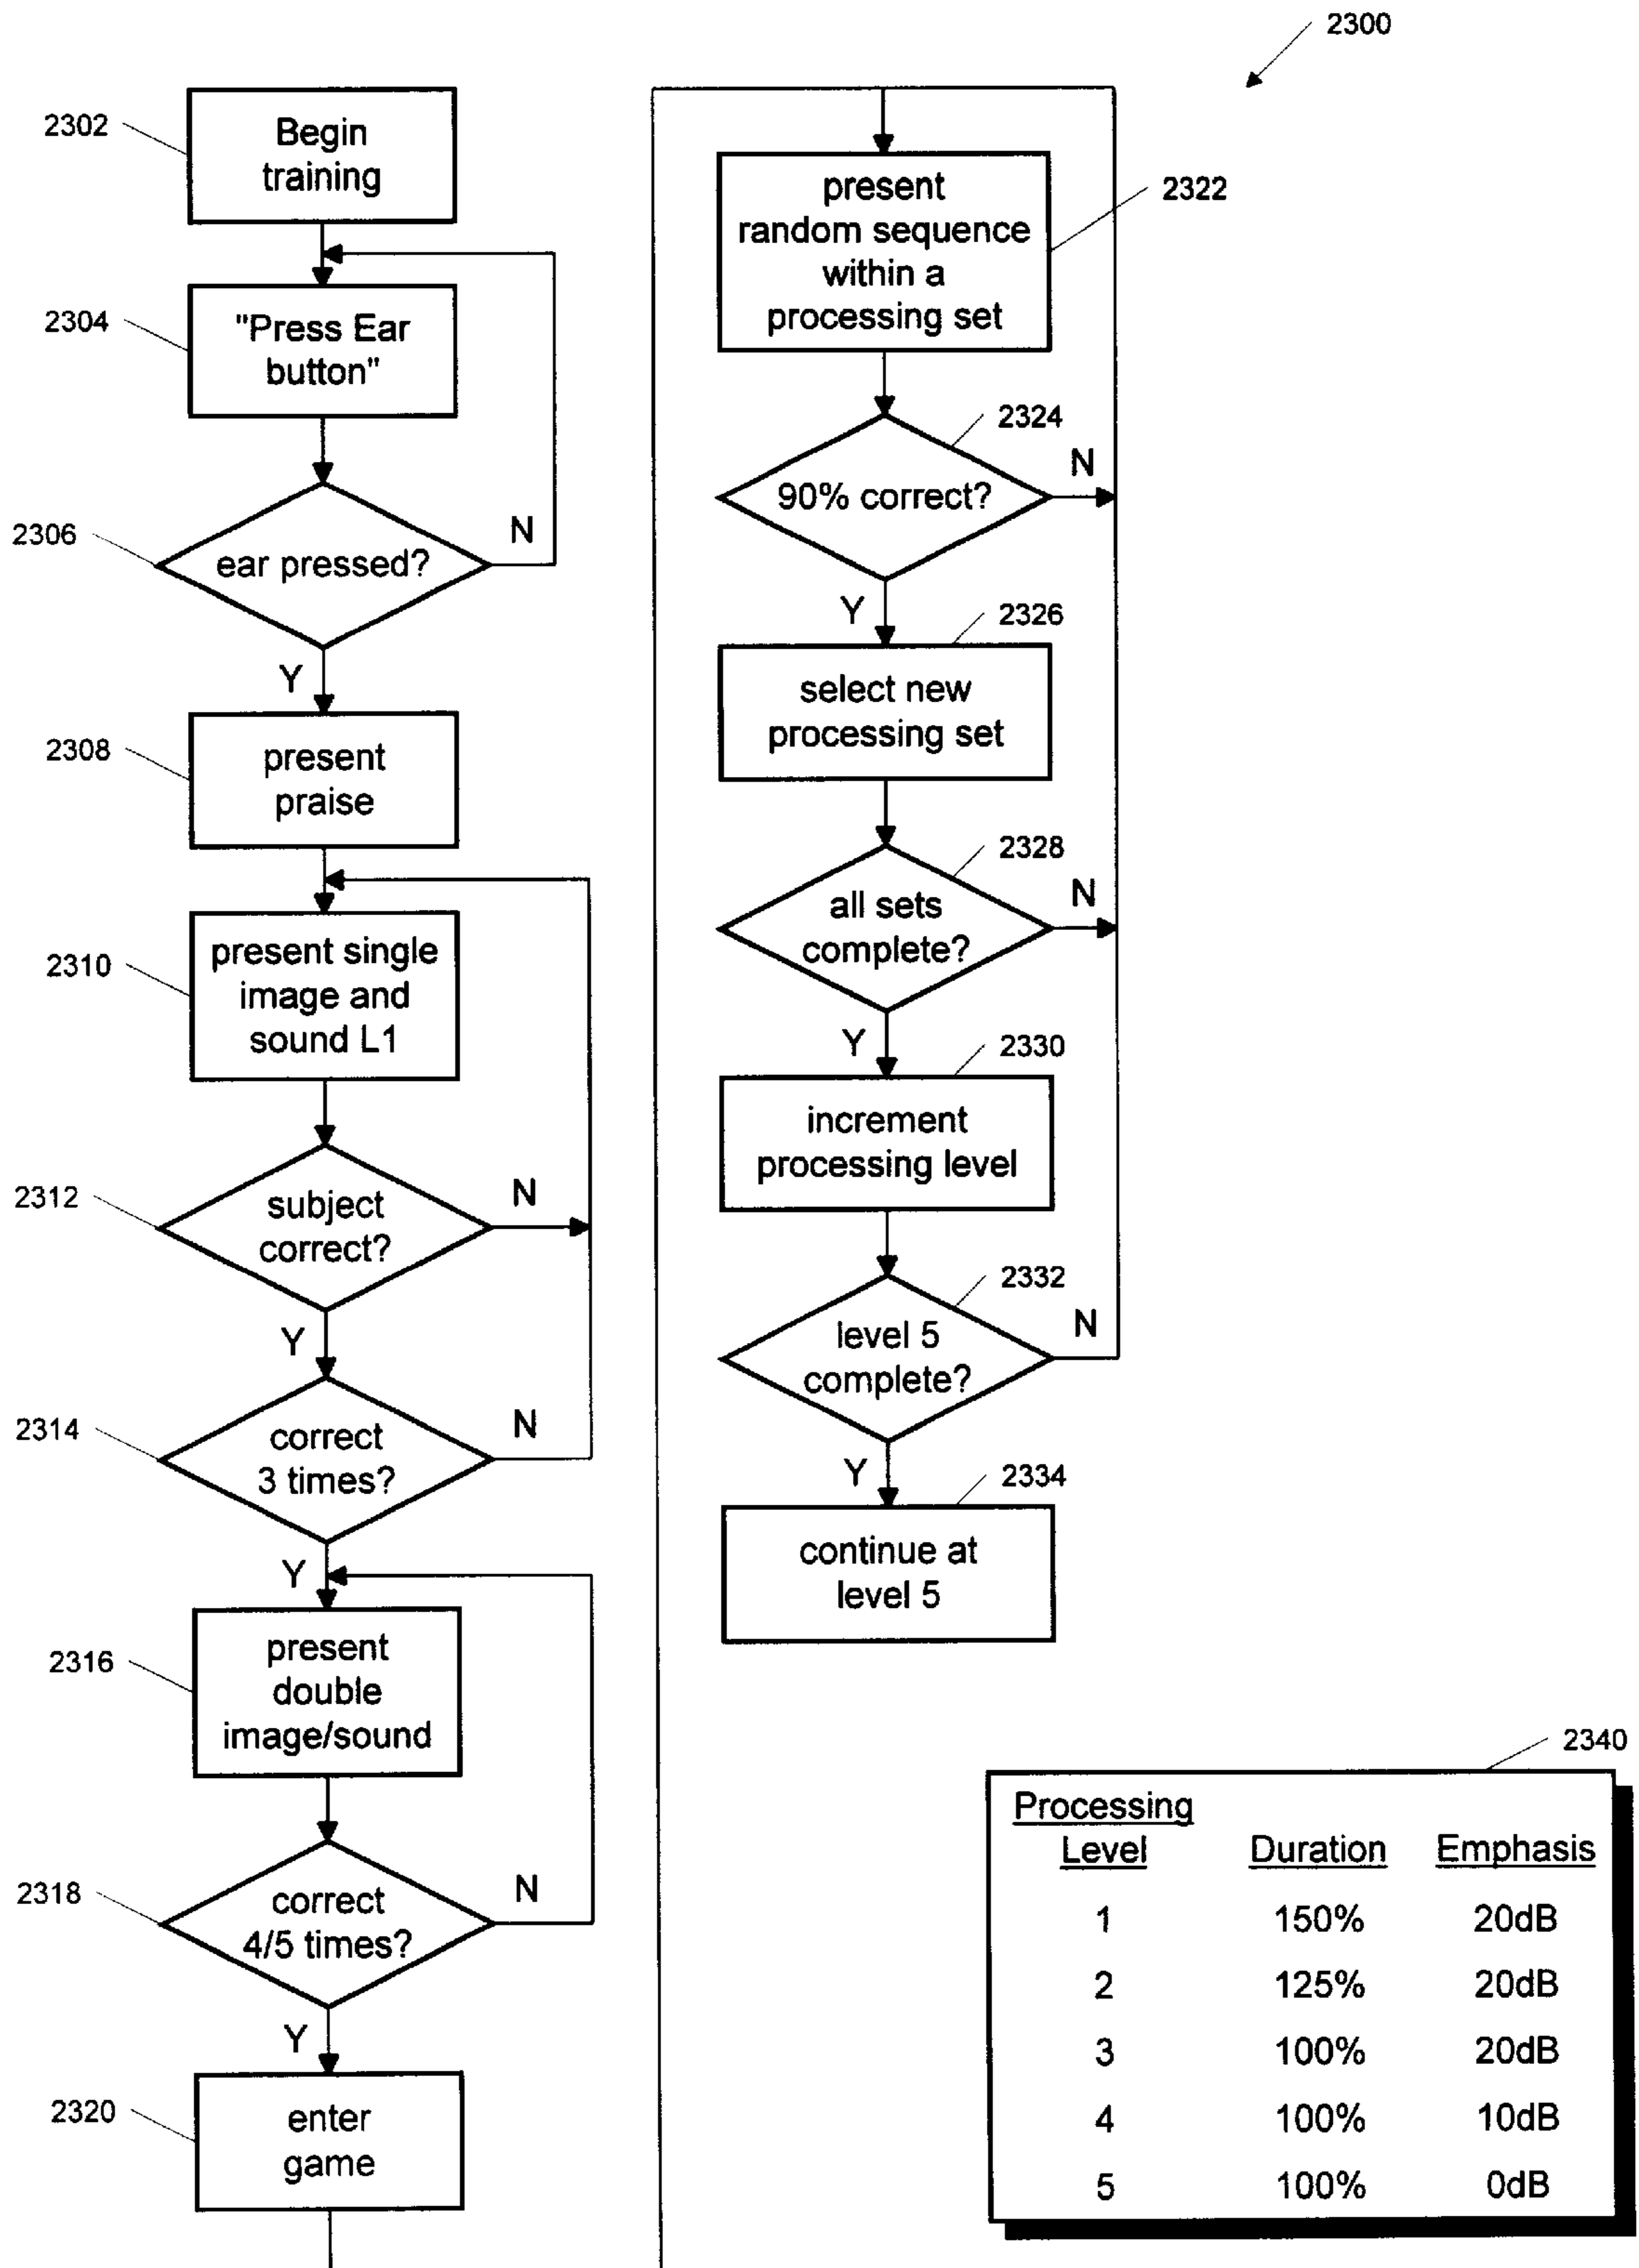 2300
2302
Begin
training
2304
"Press Ear
button"
2306
ear pressed?
N
Y
2308
present
praise
2310
present single
image and
sound L1
2312
subject
correct?
N
Y
2314
correct
3 times?
N
Y
2316
present
double
image/sound
2318
correct
4/5 times?
N
Y
2320
enter
game
present
random sequence
within a
processing set
2322
2324
90% correct?
N
Y
2326
select new
processing set
2328
all sets
complete?
N
Y
2330
increment
processing level
2332
level 5
complete?
N
Y
2334
continue at
level 5
2340
Processing
Level Duration Emphasis
1 150% 20dB
2 125% 20dB
3 100% 20dB
4 100% 10dB
5 100% 0dB